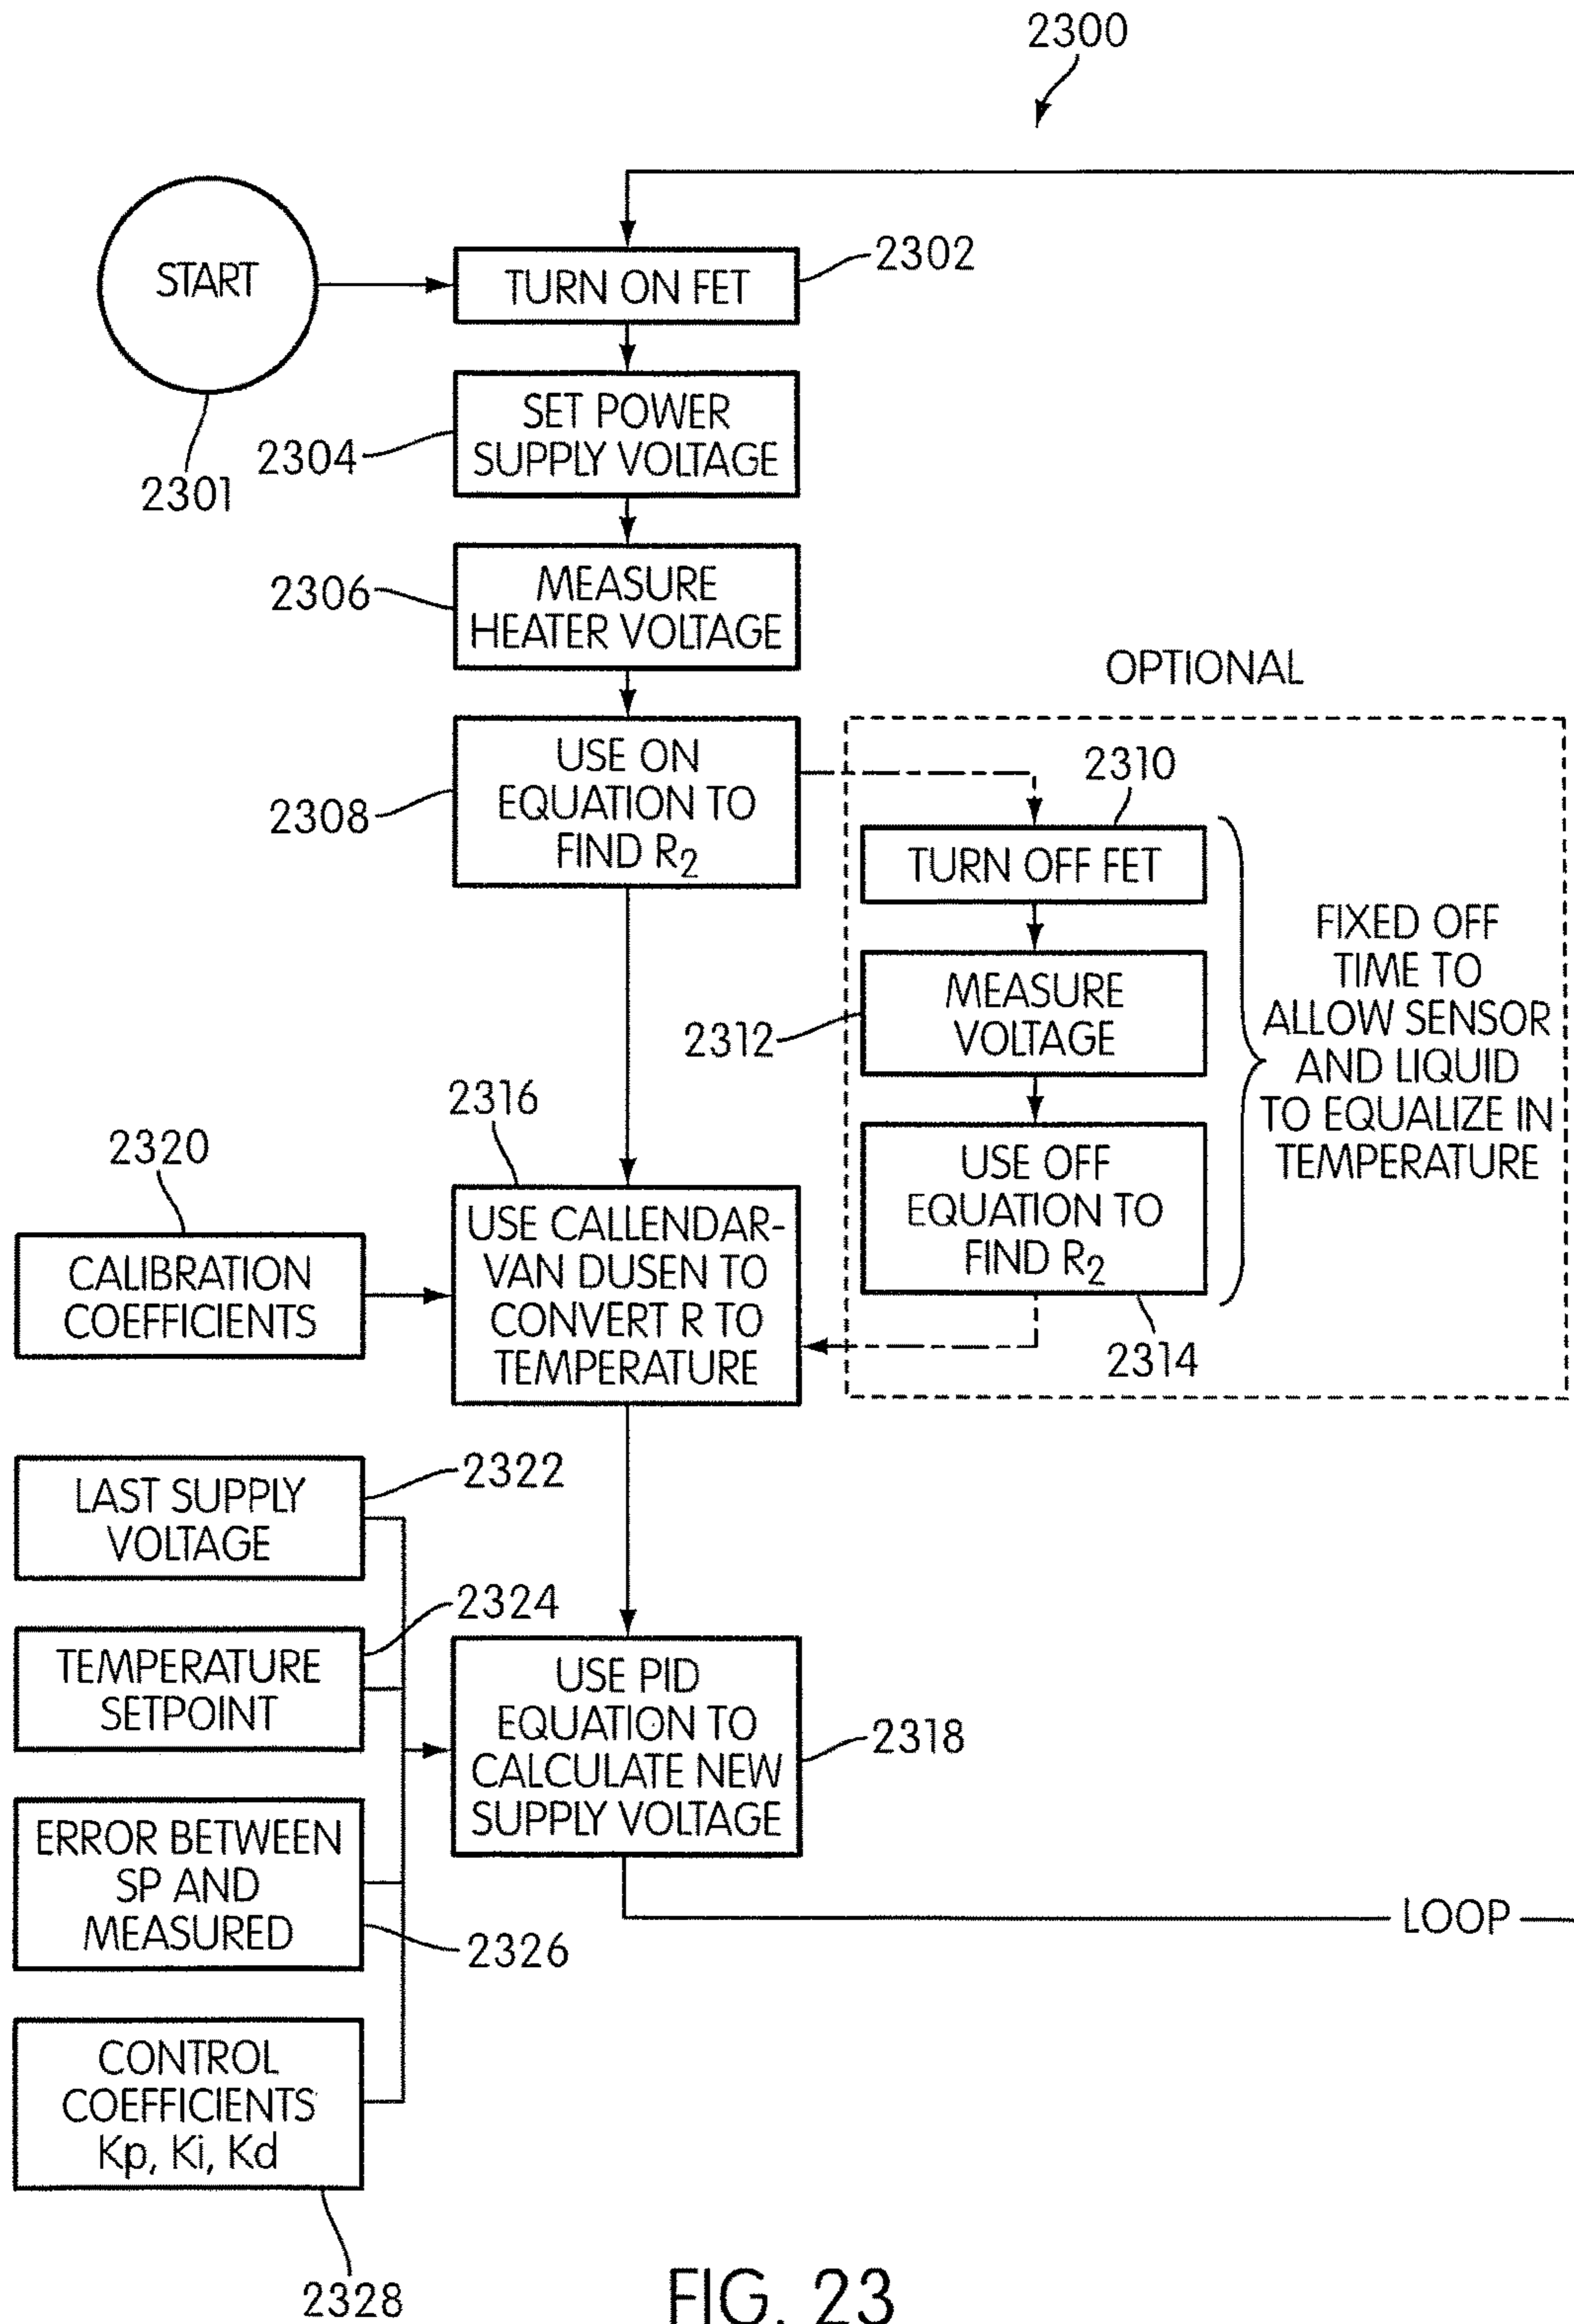 2300
START
2301
TURN ON FET
2302
SET POWER
SUPPLY VOLTAGE
2304
MEASURE
HEATER VOLTAGE
2306
USE ON
EQUATION TO
FIND R2
2308
OPTIONAL
2310
TURN OFF FET
MEASURE
VOLTAGE
2312
USE OFF
EQUATION TO
FIND R2
2314
FIXED OFF
TIME TO
ALLOW SENSOR
AND LIQUID
TO EQUALIZE IN
TEMPERATURE
2316
USE CALLENDAR-
VAN DUSEN TO
CONVERT R TO
TEMPERATURE
2320
CALIBRATION
COEFFICIENTS
LAST SUPPLY
VOLTAGE
2322
TEMPERATURE
SETPOINT
2324
USE PID
EQUATION TO
CALCULATE NEW
SUPPLY VOLTAGE
2318
ERROR BETWEEN
SP AND
MEASURED
2326
LOOP
CONTROL
COEFFICIENTS
Kp, Ki, Kd
2328
FIG. 23